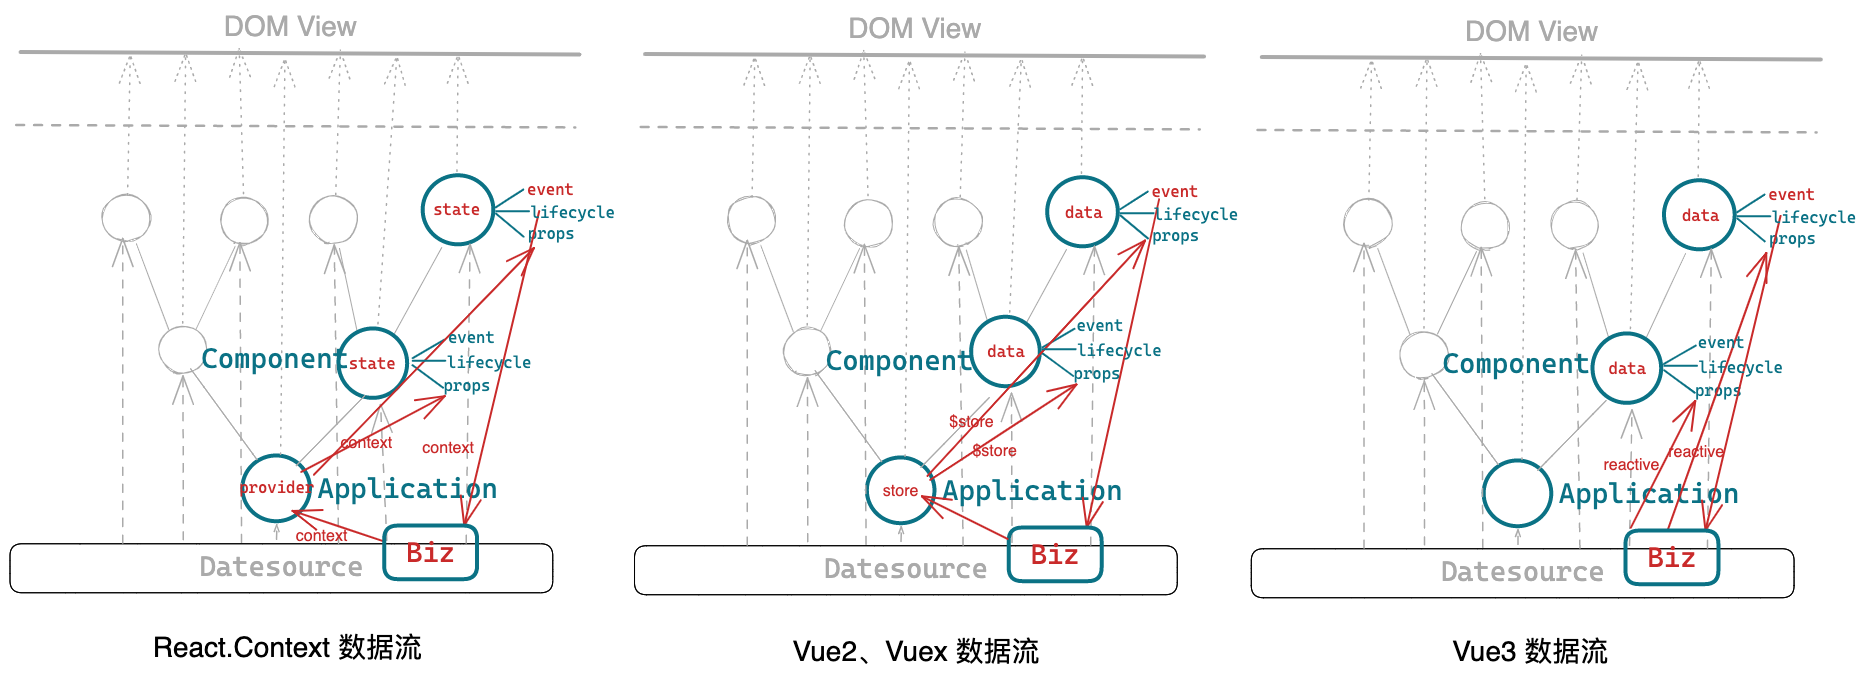 DOM View
state
event
lifecycle
props
Component
state
event
lifecycle
props
context
context
provider
Application
context
Biz
Datesource
React.Context 数据流
DOM View
data
event
lifecycle
props
Component
data
event
lifecycle
props
$store
$store
store
Application
Biz
Datesource
Vue2、Vuex 数据流
DOM View
data
event
lifecycle
props
Component
data
event
lifecycle
props
reactive
reactive
Application
Biz
Datesource
Vue3 数据流